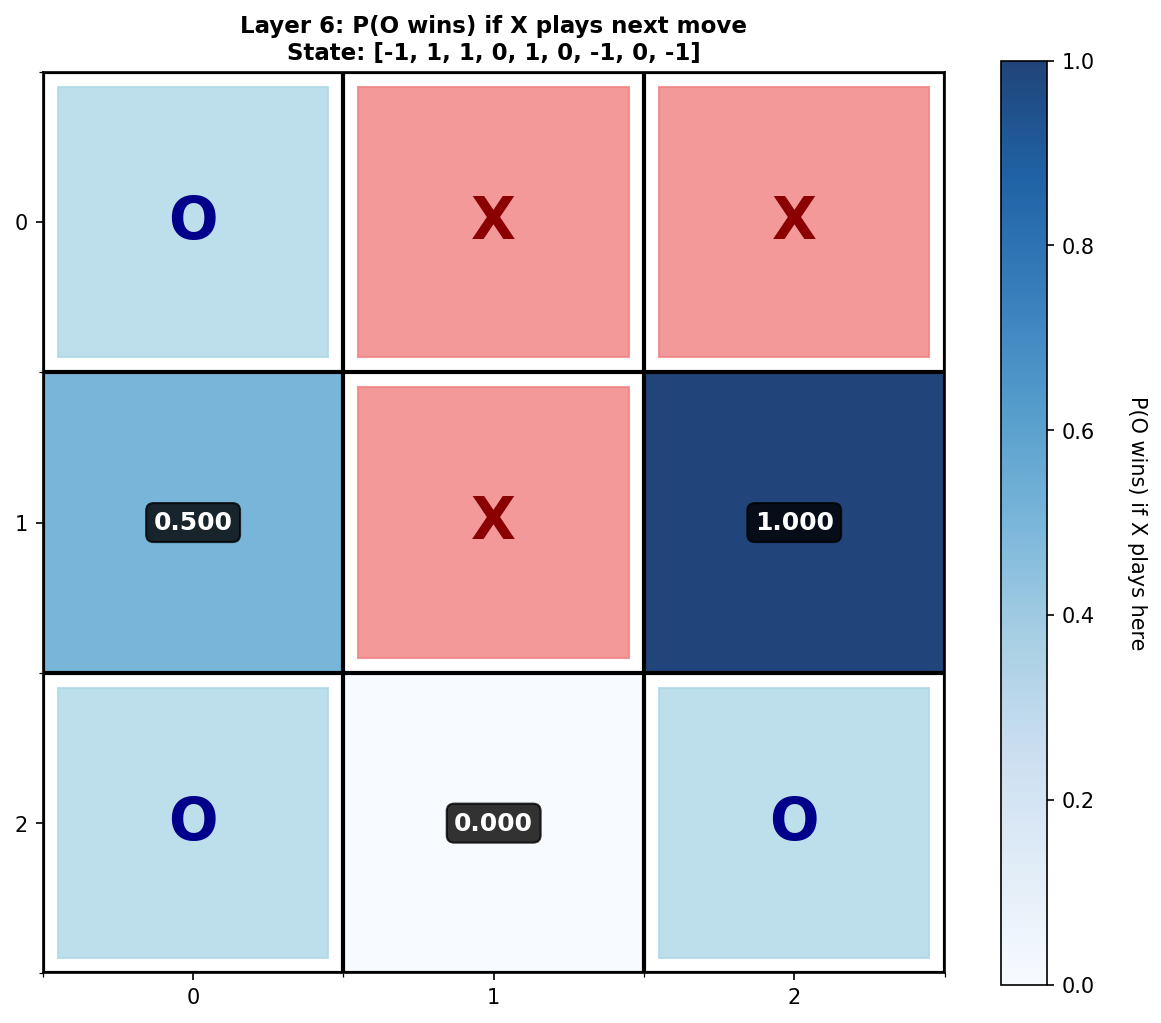 Layer 6: P(O wins) if X plays next move
State: [-1, 1, 1, 0, 1, 0, -1, 0, -1]
O X X
0.500 X 1.000
O 0.000 O
0
1
2
0 1 2
1.0
0.8
0.6
0.4
0.2
0.0
P(O wins) if X plays here